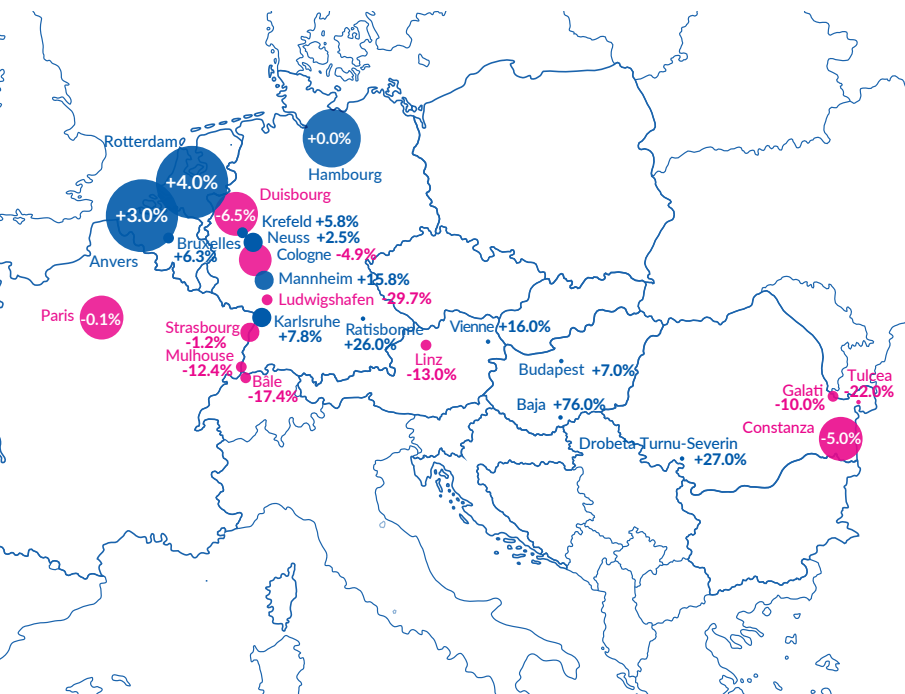 Rotterdam
+4.0%
+0.0%
Hambourg
+3.0%
Anvers
Duisbourg
-6.5%
Krefeld +5.8%
Neuss +2.5%
Bruxelles
+6.3%
Cologne -4.9%
Mannheim +15.8%
Ludwigshafen -29.7%
Paris -0.1%
Karlsruhe
+7.8%
Strasbourg
-1.2%
Ratisbonne
+26.0%
Vienne +16.0%
Mulhouse
-12.4%
Linz
-13.0%
Bâle
-17.4%
Budapest +7.0%
Baja +76.0%
Tulcea
-22.0%
Galati
-10.0%
Constanza
-5.0%
Drobeta-Turnu-Severin
+27.0%